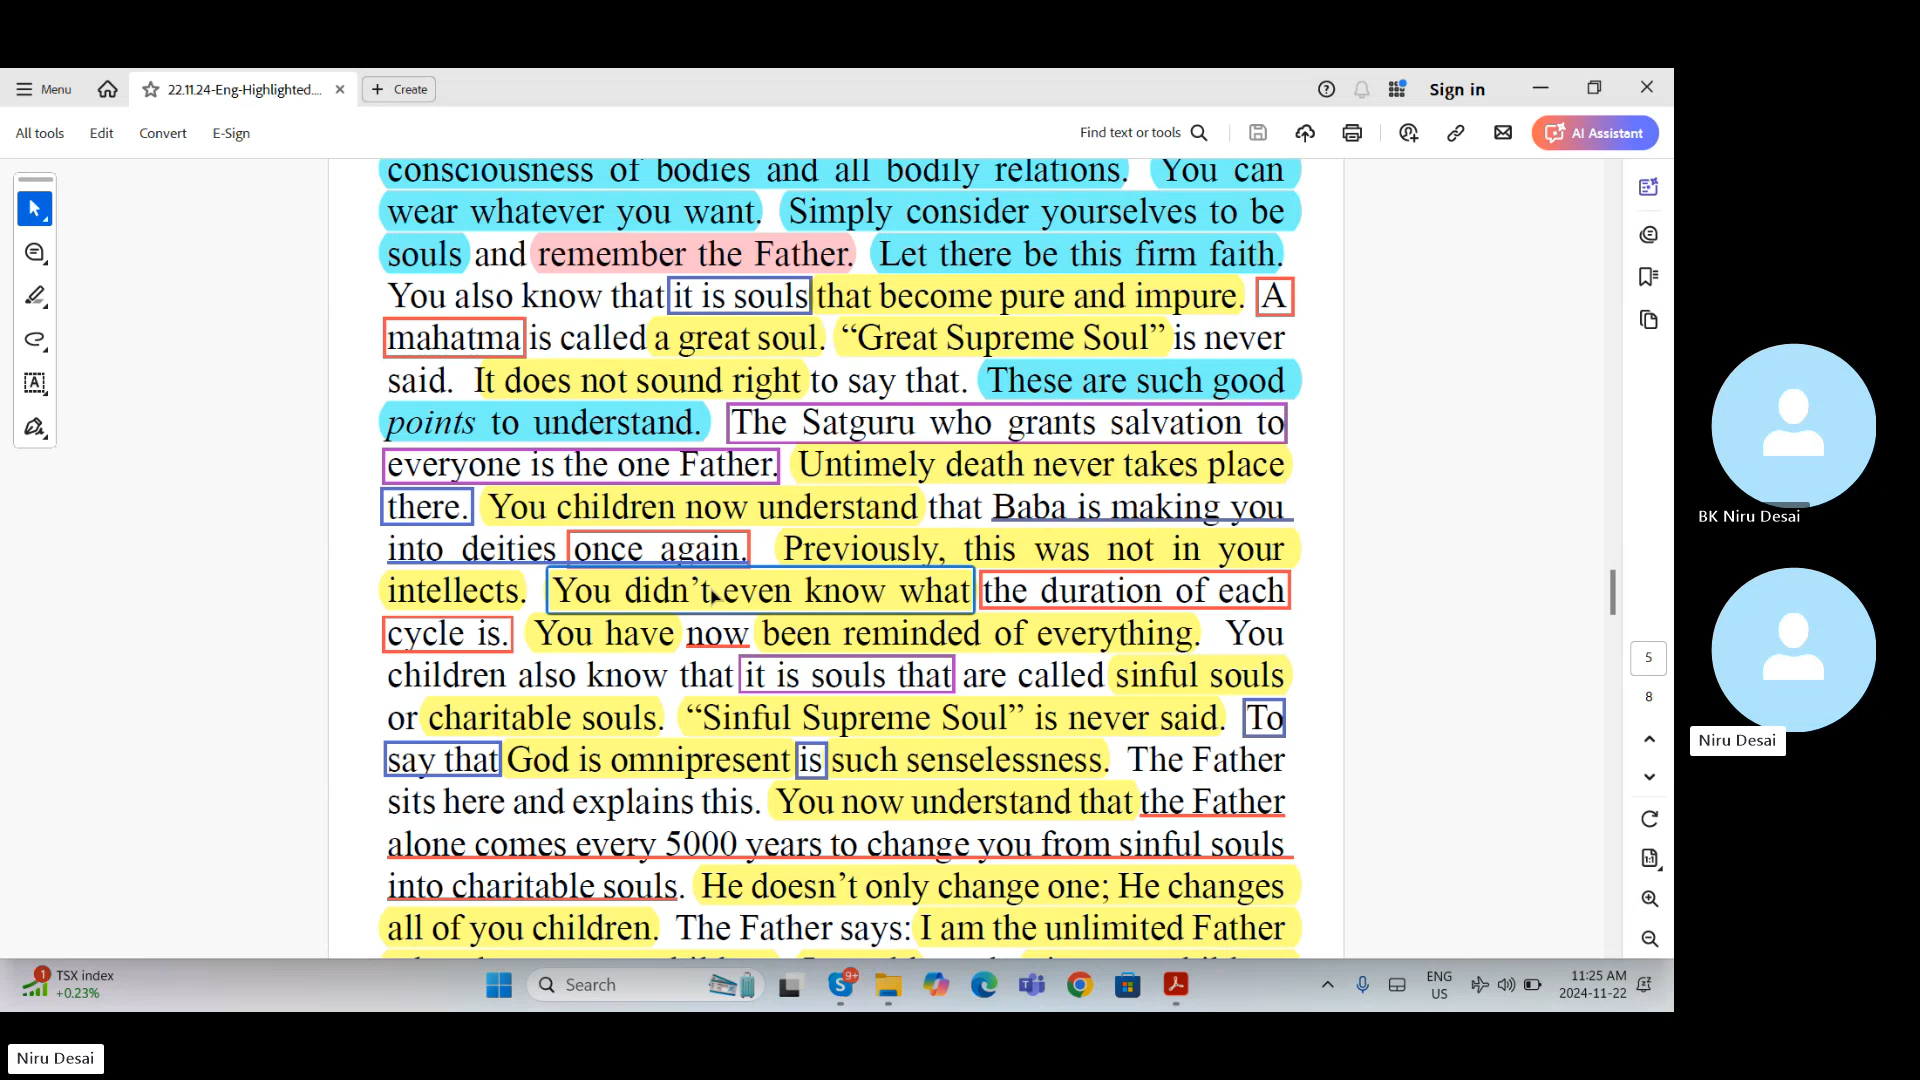 Menu
22.11.24-Eng-Highlighted....
Create
Sign in
All tools
Edit
Convert
E-Sign
Find text or tools
AI Assistant
consciousness of bodies and all bodily relations. You can
wear whatever you want. Simply consider yourselves to be
souls and remember the Father. Let there be this firm faith.
You also know that it is souls that become pure and impure. A
mahatma is called a great soul. “Great Supreme Soul” is never
said. It does not sound right to say that. These are such good
points to understand. The Satguru who grants salvation to
everyone is the one Father. Untimely death never takes place
there. You children now understand that Baba is making you
into deities once again. Previously, this was not in your
intellects. You didn’t even know what the duration of each
cycle is. You have now been reminded of everything. You
children also know that it is souls that are called sinful souls
or charitable souls. “Sinful Supreme Soul” is never said. To
say that God is omnipresent is such senselessness. The Father
sits here and explains this. You now understand that the Father
alone comes every 5000 years to change you from sinful souls
into charitable souls. He doesn’t only change one; He changes
all of you children. The Father says: I am the unlimited Father
5
8
1:1
BK Niru Desai
Niru Desai
1
TSX index
+0.23%
Search
9+
ENG
US
11:25 AM
2024-11-22
Niru Desai